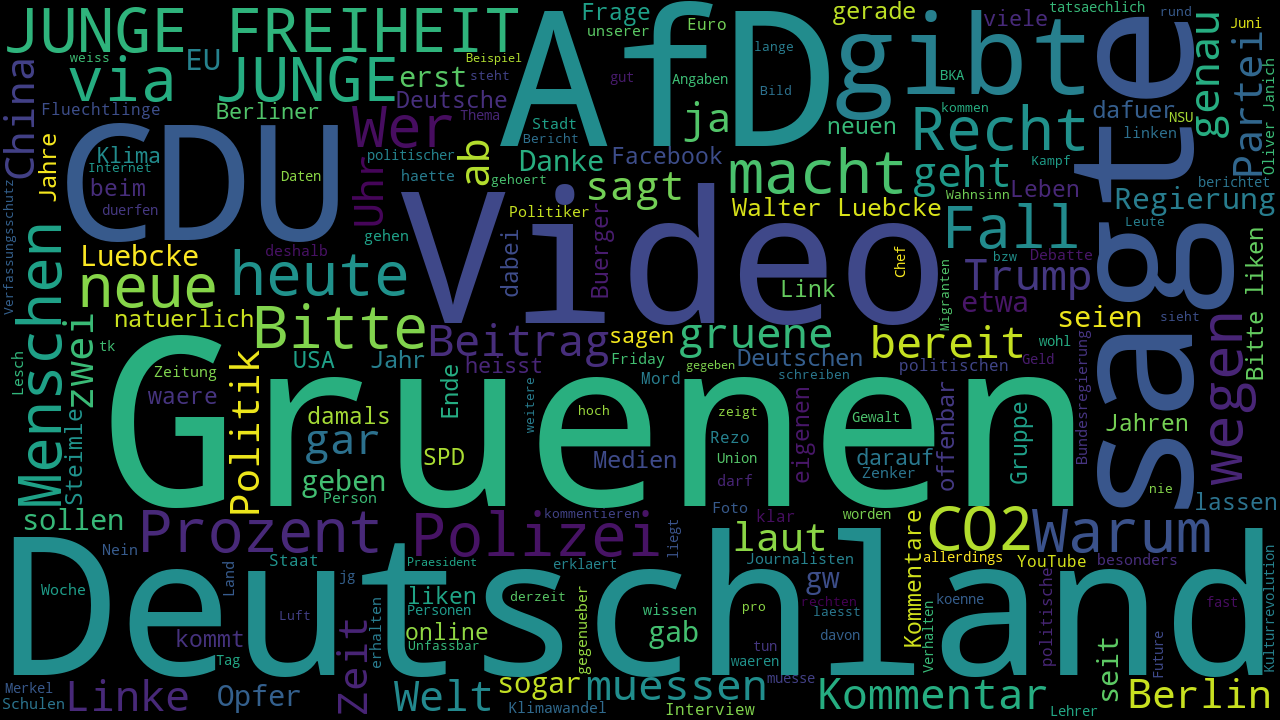 JUNGE FREIHEIT
AfD
gibt
sagte
via JUNGE
EU
weiss
erst
Beispiel
steht
Frage
unserer
Euro
lange
Angaben
Bild
gut
gerade
viele
tatsaechlich
rund
Juni
BKA
genau
Partei
Oliver Janich
China
Fluechtlinge
Berliner
Deutsche
Thema
Stadt
Bericht
ja
neuen
Recht
kommen
dafuer
NSU
linken
CDU
Wer
ab
Klima
Internet
beim
duerfen
Jahre
Daten
politischer
haette
gehoert
Danke
Facebook
macht
geht
Kampf
Wahnsinn
Leben
berichtet
Regierung
Leute
Verfassungsschutz
Uhr
sagt
Walter Luebcke
Fall
Politiker
Video
gehen
dabei
Buerger
Chef
Luebcke
deshalb
heute
neue
Menschen
zwei
natuerlich
Bitte
Link
Trump
bzw
Debatte
etwa
seien
sieht
Migranten
Bitte liken
tk
Beitrag
sagen
gruene
bereit
wohl
Lesch
Zeitung
USA
Jahr
heisst
Friday
Deutschen
gegeben
schreiben
politischen
Geld
Bundesregierung
wegen
waere
Politik
Ende
Mord
weitere
Gruenen
damals
hoch
zeigt
Gewalt
Steimle
gar
SPD
Rezo
Union
Medien
eigenen
darauf
Zenker
offenbar
Gruppe
Jahren
geben
Person
darf
nie
lassen
sollen
Prozent
Polizei
kommentieren
Foto
klar
worden
laut
CO2
Warum
Nein
Staat
jg
Praesident
erklaert
liegt
Journalisten
Kommentare
allerdings
YouTube
besonders
Woche
Land
Deutschland
liken
Personen
derzeit
gegenueber
wissen
gw
pro
rechten
laesst
koenne
politische
fast
Kulturrevolution
Luft
kommt
zeit
erhalten
online
Unfassbar
gab
davon
Verhalten
Tag
tun
waeren
Future
seit
Merkel
Schulen
Linke
Opfer
Welt
sogar
Klimawandel
muessen
muesse
Interview
Kommentar
Lehrer
Berlin